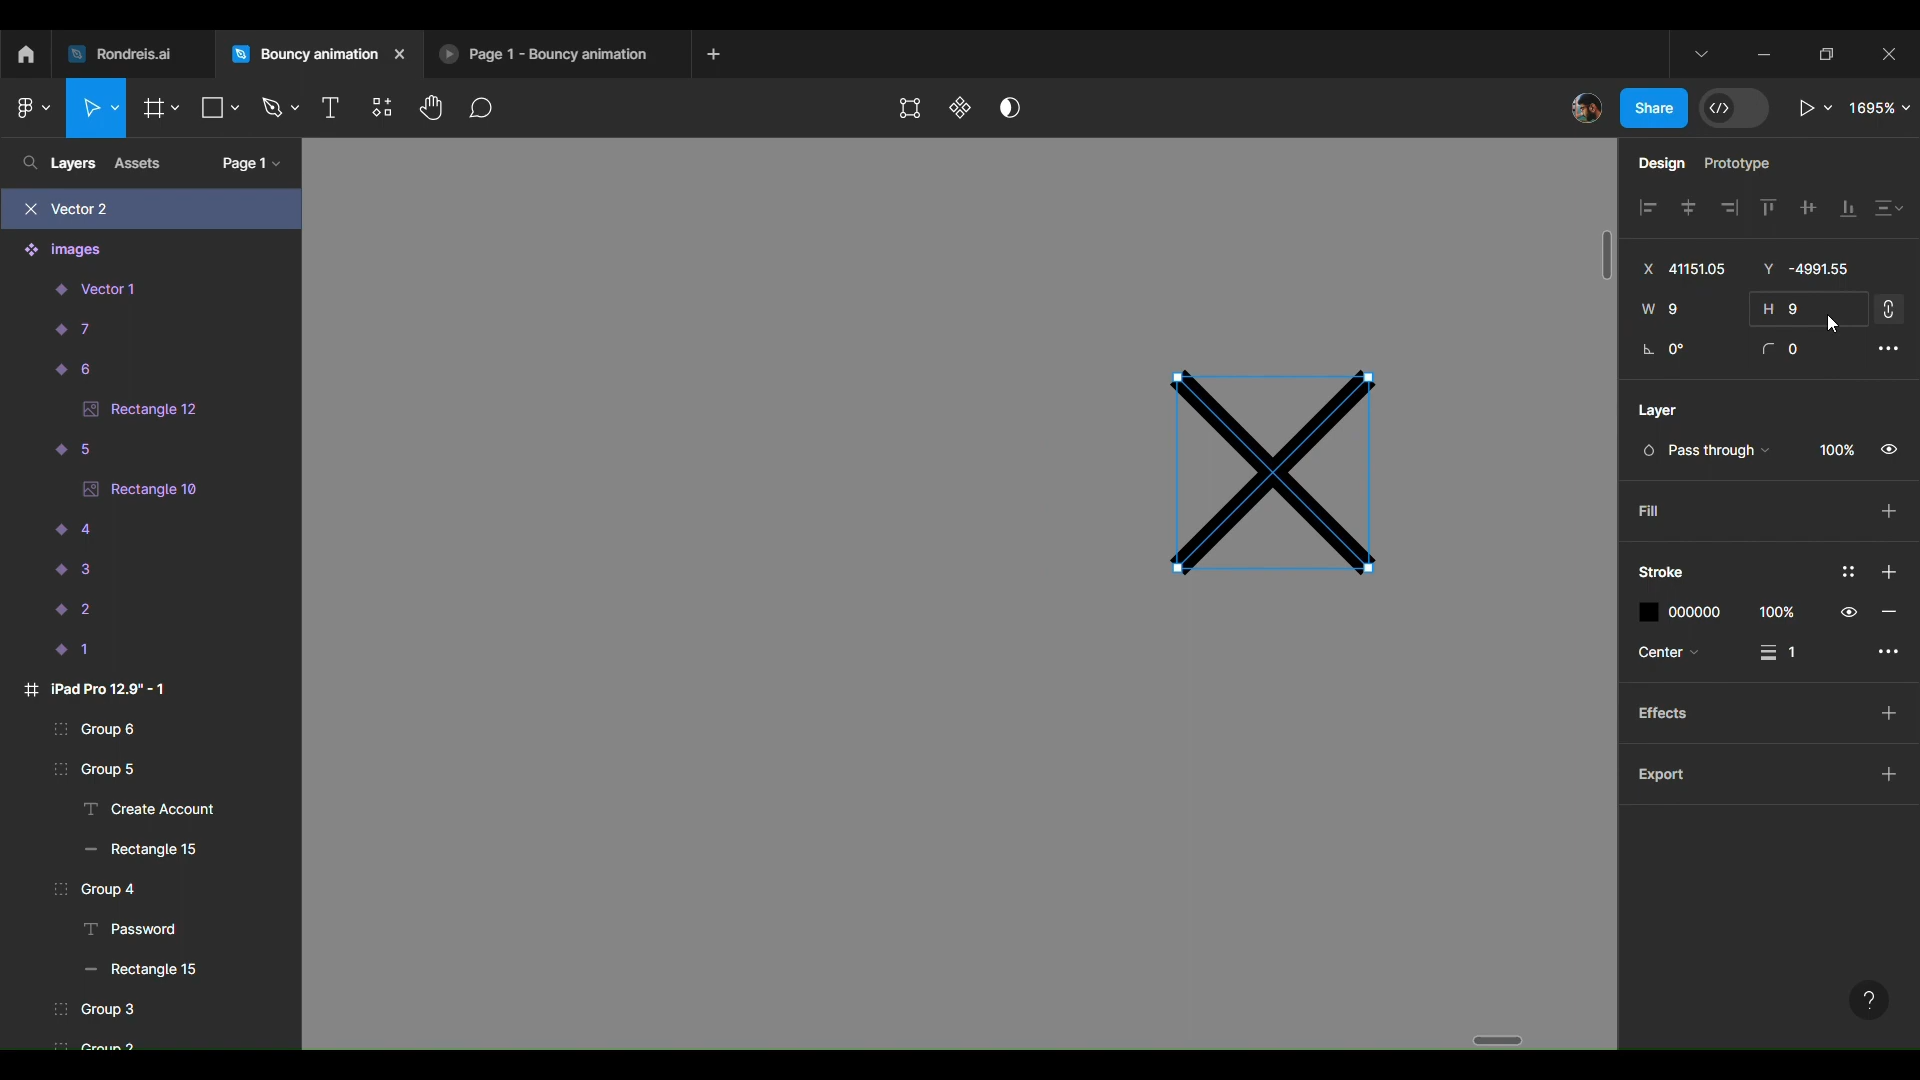 Rondreis.ai
Bouncy animation
Page 1 - Bouncy animation
Share
1695%
Layers
Assets
Page 1
Design
Prototype
Vector 2
images
Vector 1
7
6
Rectangle 12
5
Rectangle 10
4
3
2
1
iPad Pro 12.9" - 1
Group 6
Group 5
Create Account
Rectangle 15
Group 4
Password
Rectangle 15
Group 3
Group 2
X 41151.05 Y -4991.55
W 9 H 9
0° 0
Layer
Pass through 100%
Fill
Stroke
000000 100%
Center 1
Effects
Export
?